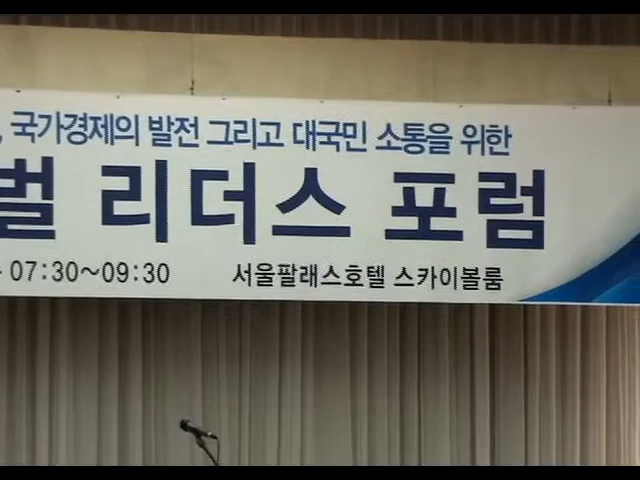 , 국가경제의 발전 그리고 대국민 소통을 위한
벌 리더스 포럼
07:30~09:30 서울팔래스호텔 스카이볼룸